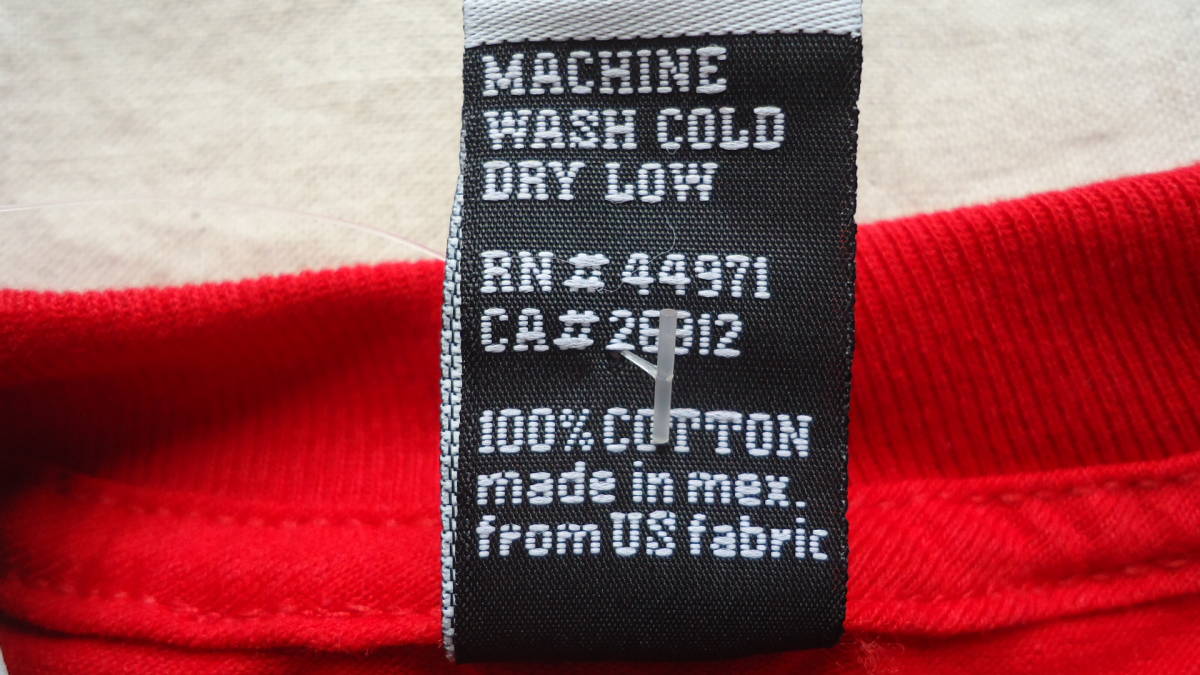 MACHINE
WASH COLD
DRY LOW
RN# 44971
CA#
100% COTTON
made in mex.
from US fabric